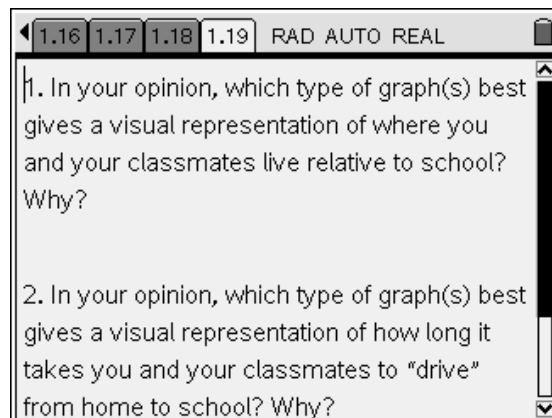 1.16 1.17 1.18 1.19 RAD AUTO REAL
1. In your opinion, which type of graph(s) best
gives a visual representation of where you
and your classmates live relative to school?
Why?
2. In your opinion, which type of graph(s) best
gives a visual representation of how long it
takes you and your classmates to "drive"
from home to school? Why?